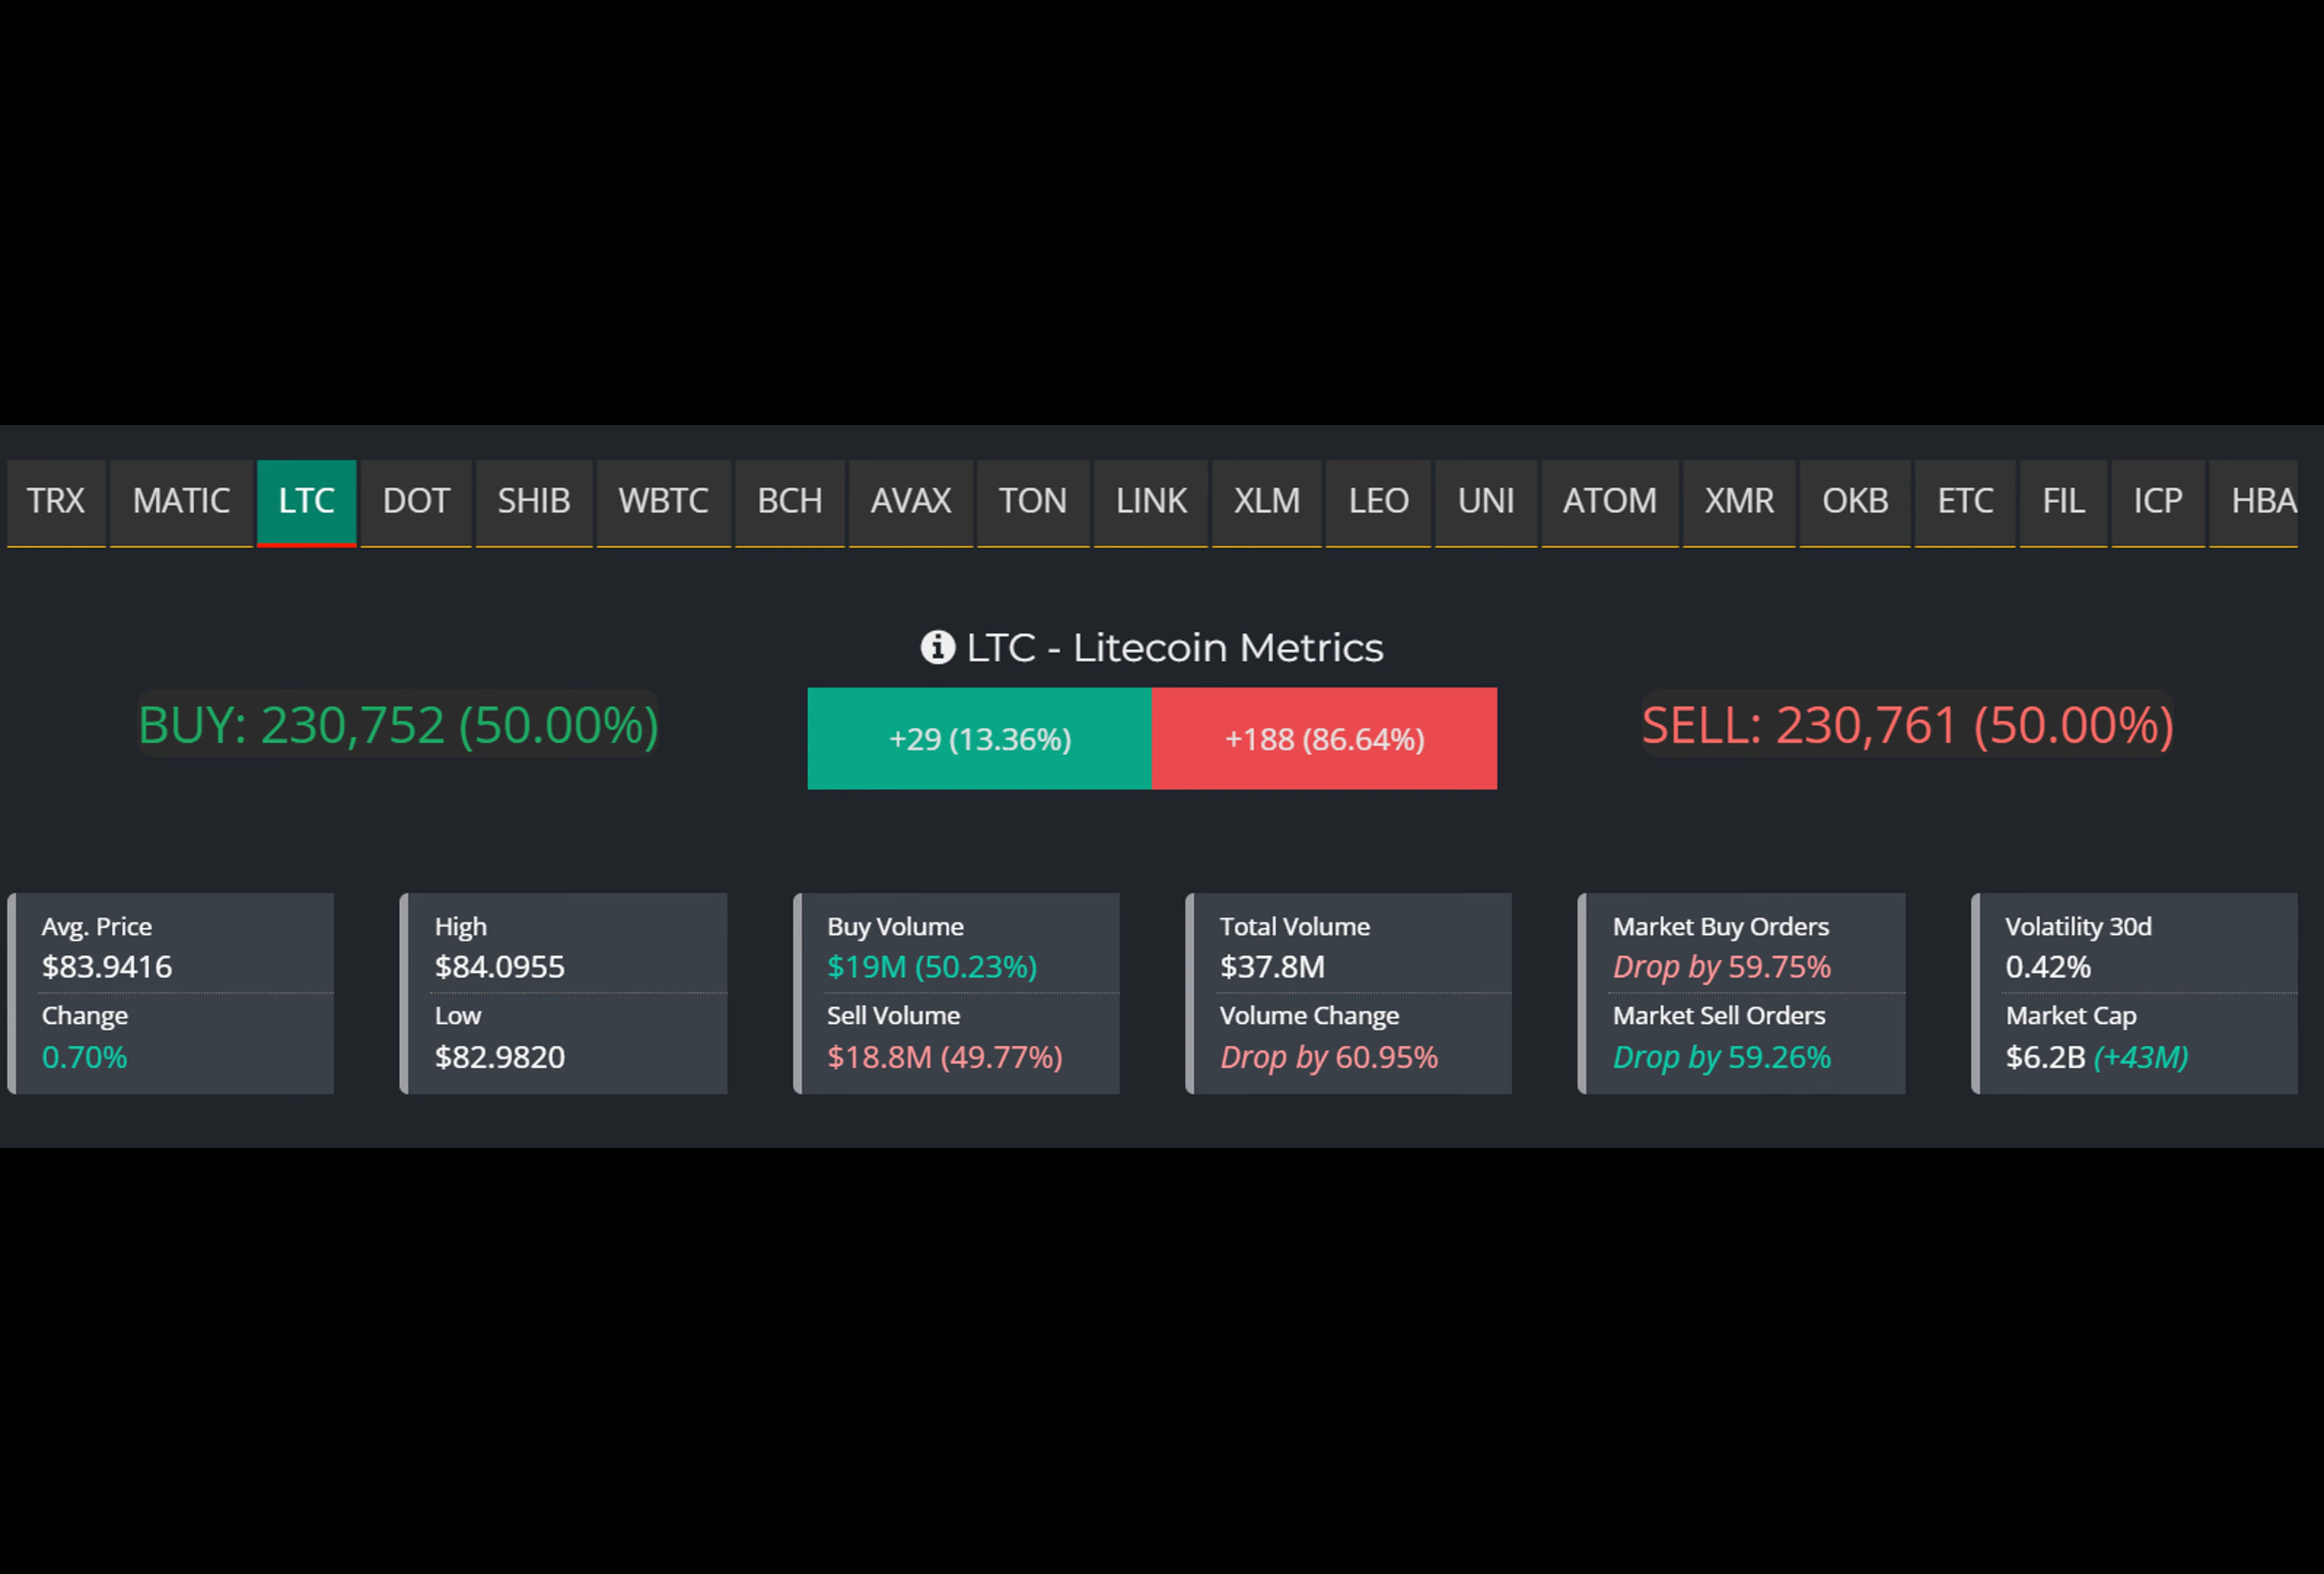 TRX MATIC LTC DOT SHIB WBTC BCH AVAX TON LINK XLM LEO UNI ATOM XMR OKB ETC FIL ICP HBA
LTC - Litecoin Metrics
BUY: 230,752 (50.00%)
+29 (13.36%) +188 (86.64%)
SELL: 230,761 (50.00%)
Avg. Price
$83.9416
Change
0.70%
High
$84.0955
Low
$82.9820
Buy Volume
$19M (50.23%)
Sell Volume
$18.8M (49.77%)
Total Volume
$37.8M
Volume Change
Drop by 60.95%
Market Buy Orders
Drop by 59.75%
Market Sell Orders
Drop by 59.26%
Volatility 30d
0.42%
Market Cap
$6.2B (+43M)